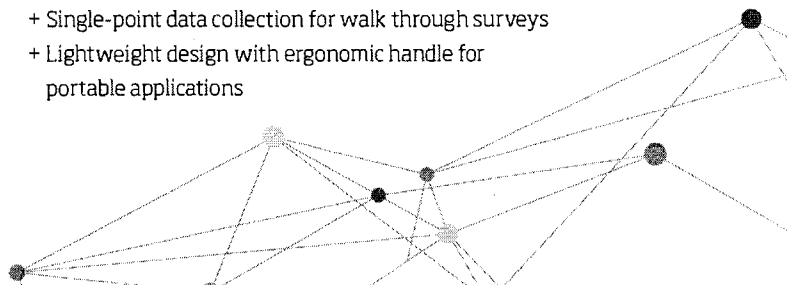 + Single-point data collection for walk through surveys
+ Lightweight design with ergonomic handle for
portable applications